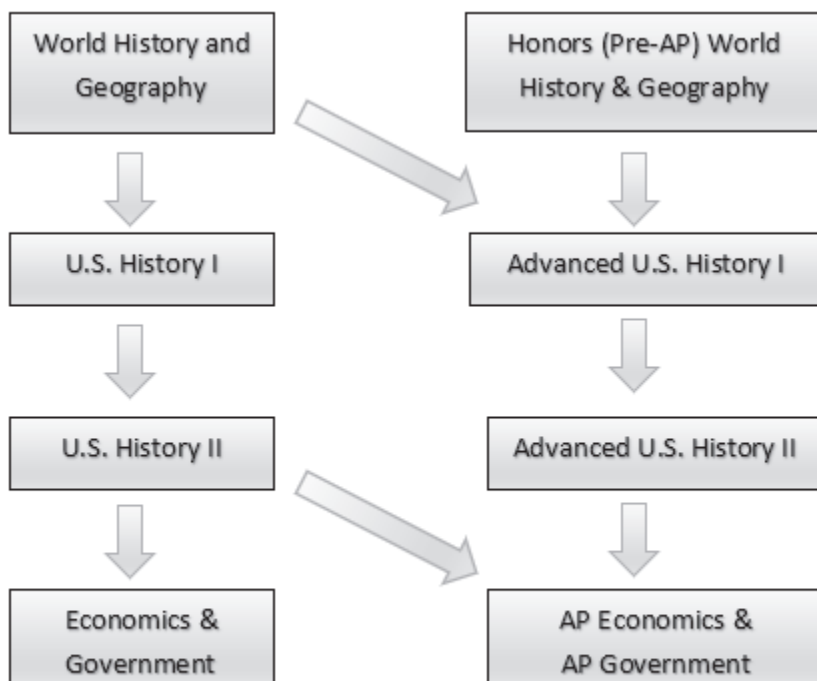 World History and
Geography
Honors (Pre-AP) World
History & Geography
U.S. History I
Advanced U.S. History I
U.S. History II
Advanced U.S. History II
Economics &
Government
AP Economics &
AP Government